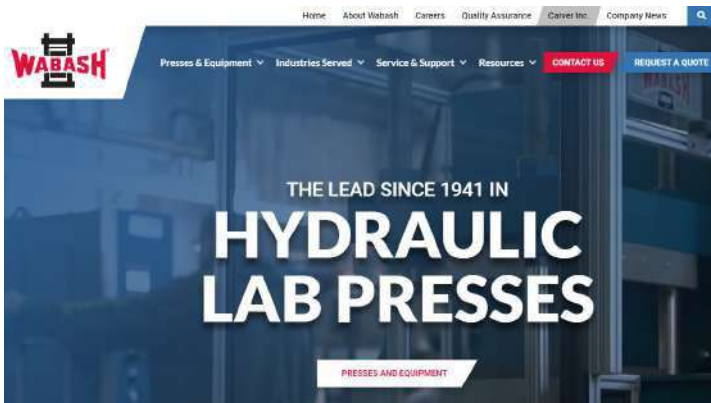 Home About Wabash Careers Quality Assurance Carver Inc. Company News
WABASH
Presses & Equipment Industries Served Service & Support Resources CONTACT US REQUEST A QUOTE
WABASH
THE LEAD SINCE 1941 IN
HYDRAULIC
LAB PRESSES
PRESSES AND EQUIPMENT